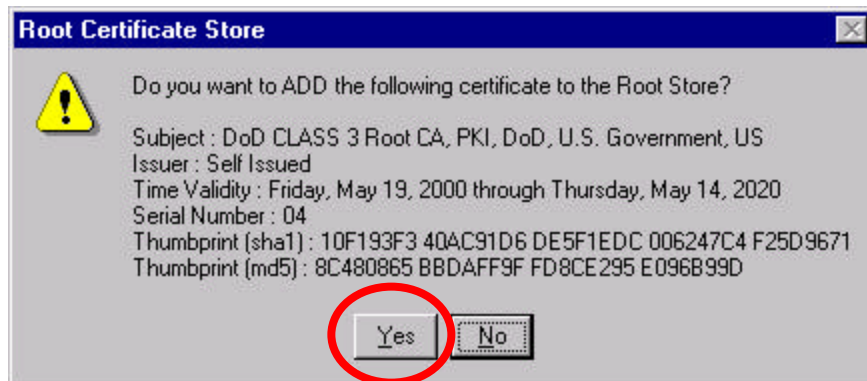 Root Certificate Store
Do you want to ADD the following certificate to the Root Store?
Subject : DoD CLASS 3 Root CA, PKI, DoD, U.S. Government, US
Issuer : Self Issued
Time Validity : Friday, May 19, 2000 through Thursday, May 14, 2020
Serial Number : 04
Thumbprint (sha1) : 10F193F3 40AC91D6 DE5F1EDC 006247C4 F25D9671
Thumbprint (md5) : 8C480865 BBDAFF9F FD8CE295 E096B99D
Yes No